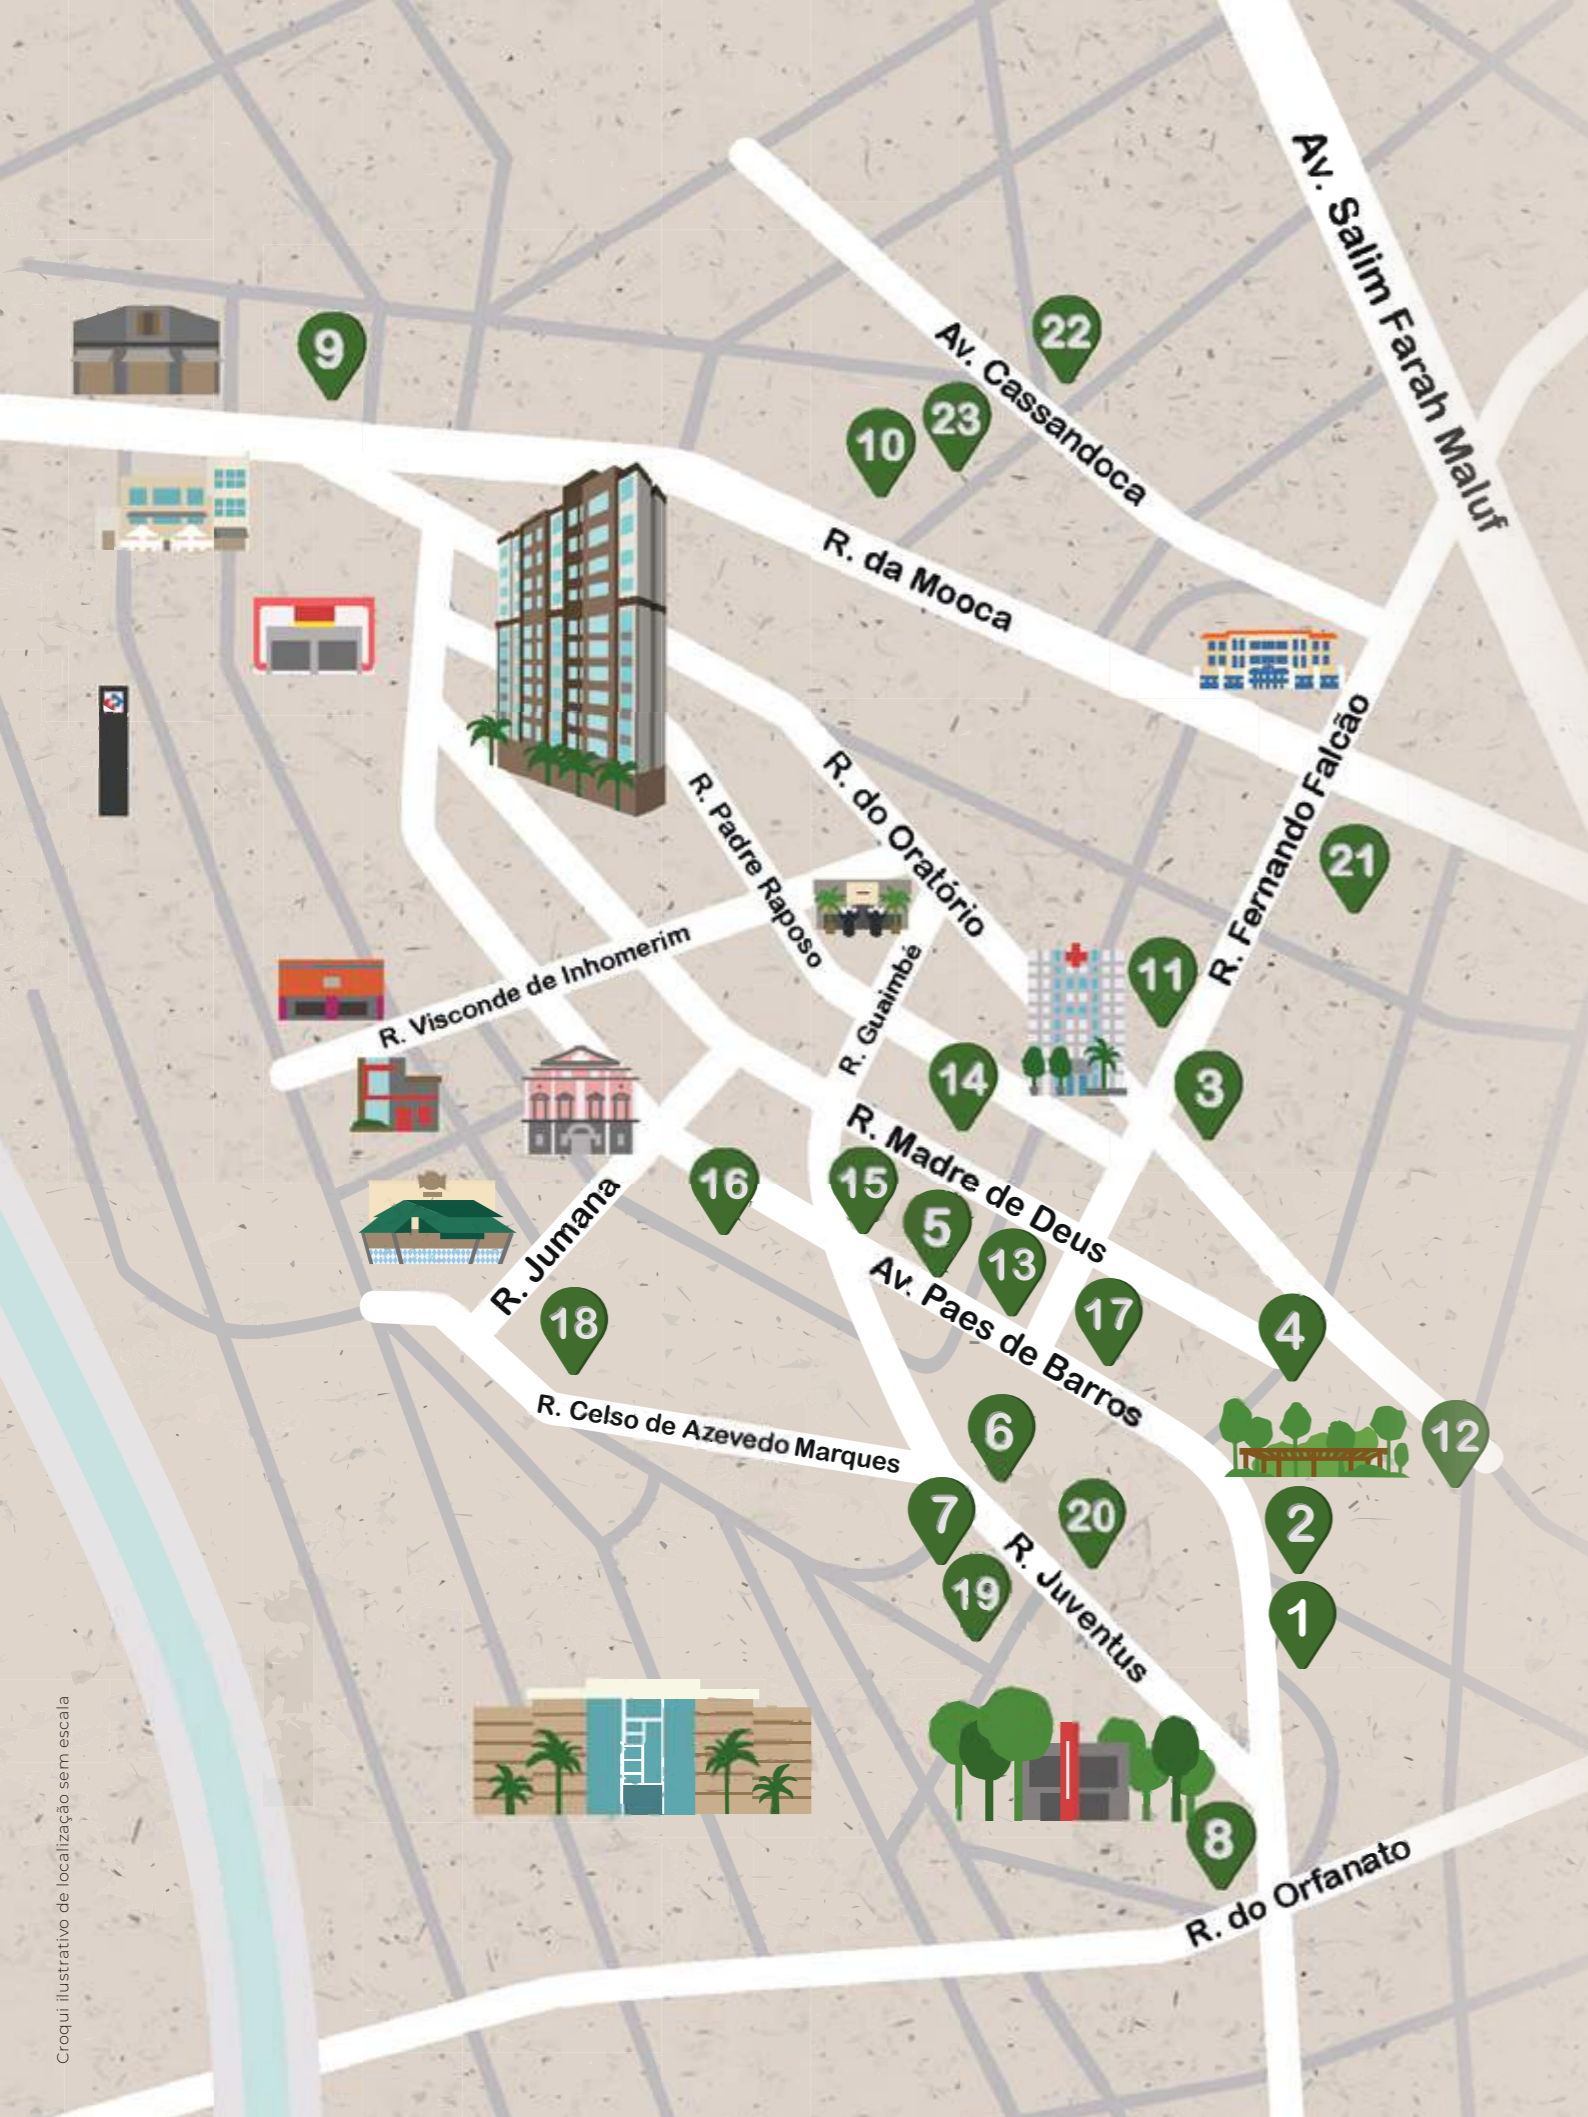 Av. Salim Farah Maluf
9
22
Av. Cassandoca
23
10
R. da Mooca
R. Fernando Falcão
R. do Oratório
R. Padre Raposo
21
R. Visconde de Inhomerim
R. Guaimbé
11
14
3
R. Madre de Deus
16
15
5
13
R. Jumana
Av. Paes de Barros
17
18
4
R. Celso de Azevedo Marques
6
12
7
20
2
R. Juventus
19
1
8
R. do Orfanato
Croqui ilustrativo de localização sem escala